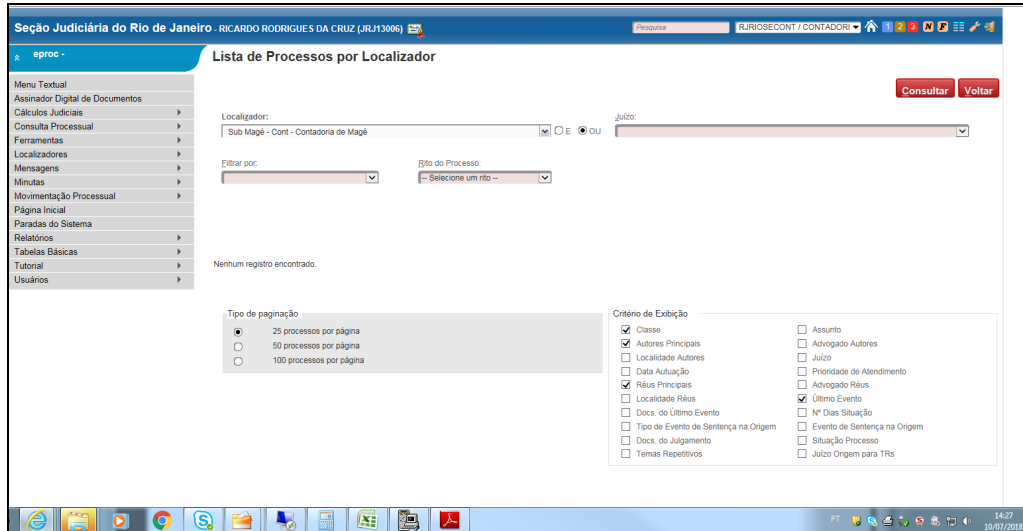 Seção Judiciária do Rio de Janeiro - RICARDO RODRIGUES DA CRUZ (JRJ13006)
Pesquisa
RJRIOSECONT / CONTADORI
1 2 3 N F
eproc -
Lista de Processos por Localizador
Consultar Voltar
Menu Textual
Assinador Digital de Documentos
Cálculos Judiciais
Consulta Processual
Ferramentas
Localizadores
Mensagens
Minutas
Movimentação Processual
Página Inicial
Paradas do Sistema
Relatórios
Tabelas Básicas
Tutorial
Usuários
Localizador:
Juízo:
Sub Magé - Cont - Contadoria de Magé
E OU
Filtrar por:
Rito do Processo:
-- Selecione um rito --
Nenhum registro encontrado.
Tipo de paginação
25 processos por página
50 processos por página
100 processos por página
Critério de Exibição
Classe
Assunto
Autores Principais
Advogado Autores
Localidade Autores
Juízo
Data Autuação
Prioridade de Atendimento
Réus Principais
Advogado Réus
Localidade Réus
Último Evento
Docs. do Último Evento
Nº Dias Situação
Tipo de Evento de Sentença na Origem
Evento de Sentença na Origem
Docs. do Julgamento
Situação Processo
Temas Repetitivos
Juízo Origem para TRs
PT
14:27
10/07/2018